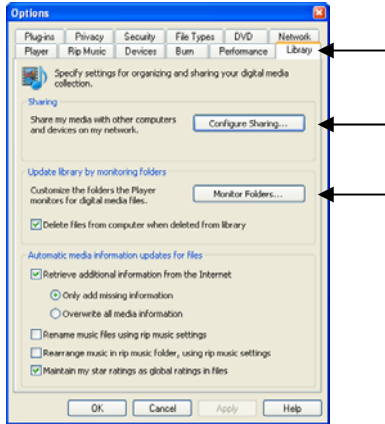 Options
Plug-ins Privacy Security File Types DVD Network
Player Rip Music Devices Burn Performance Library
Specify settings for organizing and sharing your digital media
collection.
Sharing
Share my media with other computers
and devices on my network.
Configure Sharing...
Update library by monitoring folders
Customize the folders the Player
monitors for digital media files.
Monitor Folders...
Delete files from computer when deleted from library
Automatic media information updates for files
Retrieve additional information from the Internet
Only add missing information
Overwrite all media information
Rename music files using rip music settings
Rearrange music in rip music folder, using rip music settings
Maintain my star ratings as global ratings in files
OK Cancel Apply Help